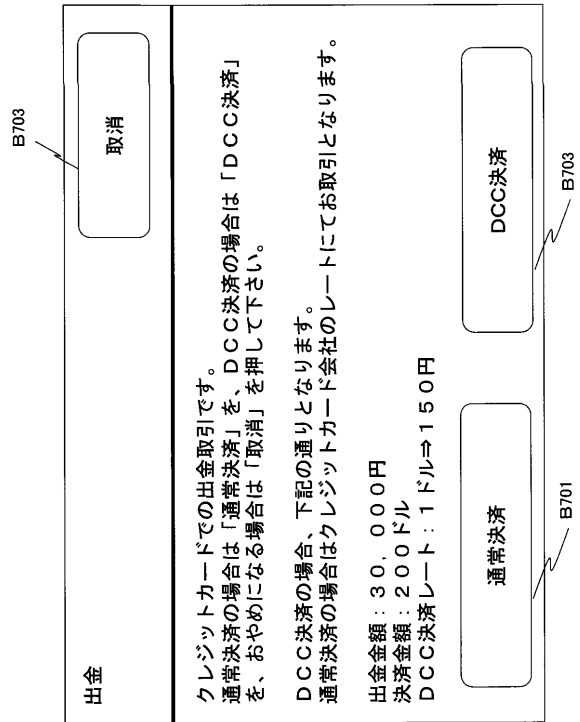 出金
取消
B703
クレジットカードでの出金取引です。
通常決済の場合は「通常決済」を、DCC決済の場合は「DCC決済」
を、おやめになる場合は「取消」を押して下さい。
DCC決済の場合、下記の通りとなります。
通常決済の場合はクレジットカード会社のレートにてお取引となります。
出金金額:30,000円
決済金額:200ドル
DCC決済レート:1ドル⇒150円
通常決済
DCC決済
B701
B703